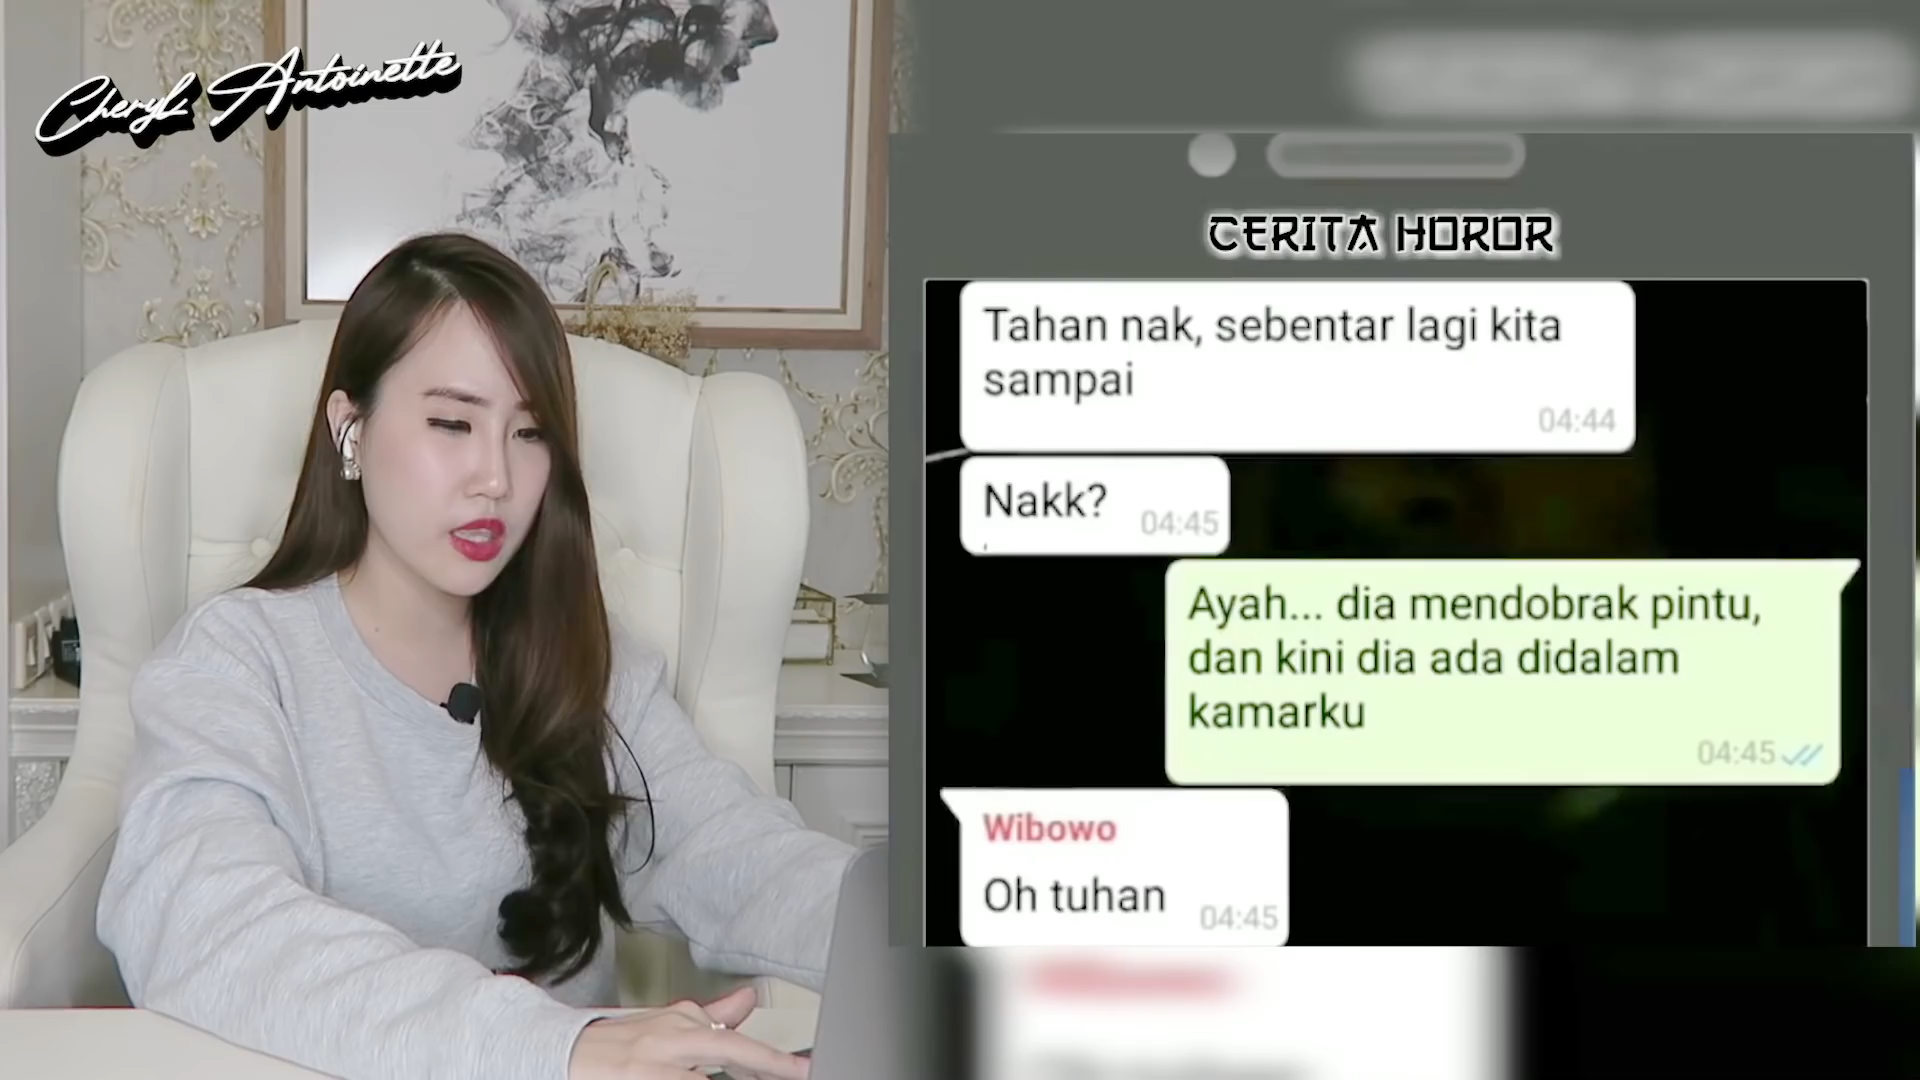 Cheryl Antoinette
CERITA HOROR
Tahan nak, sebentar lagi kita
sampai
04:44
Nakk?
04:45
Ayah... dia mendobrak pintu,
dan kini dia ada didalam
kamarku
04:45
Wibowo
Oh tuhan
04:45